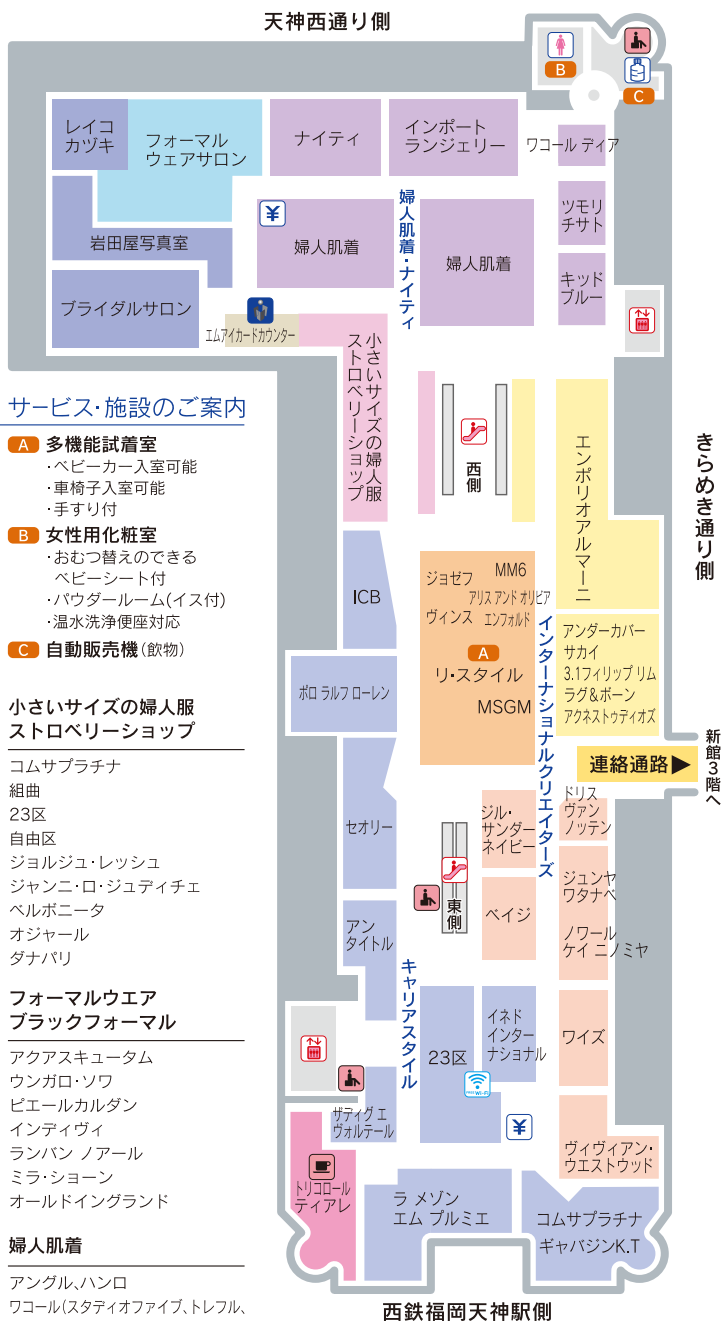 天神西通り側
B
C
レイコ
カヅキ
フォーマル
ウェアサロン
ナイティ
インポート
ランジェリー
ワコール ディア
岩田屋写真室
¥
婦人肌着
婦人肌着・ナイティ
婦人肌着
ツモリ
チサト
キッド
ブルー
ブライダルサロン
エムアイカードカウンター
小さいサイズの婦人服
ストロベリーショップ
西側
エンポリオアルマーニ
きらめき通り側
サービス・施設のご案内
A 多機能試着室
・ベビーカー入室可能
・車椅子入室可能
・手すり付
B 女性用化粧室
・おむつ替えのできる
ベビーシート付
・パウダールーム(イス付)
・温水洗浄便座対応
C 自動販売機(飲物)
小さいサイズの婦人服
ストロベリーショップ
コムサプラチナ
組曲
23区
自由区
ジョルジュ・レッシュ
ジャンニ・ロ・ジュディチェ
ベルボニータ
オジャール
ダナパリ
フォーマルウエア
ブラックフォーマル
アクアスキュータム
ウンガロ・ソワ
ピエールカルダン
インディヴィ
ランバン ノアール
ミラ・ショーン
オールドイングランド
婦人肌着
アングル、ハンロ
ワコール(スタディオファイブ、トレフル、
ICB
ポロ ラルフ ローレン
セオリー
アン
タイトル
ジョゼフ
MM6
アリス アンド オリビア
ヴィンス
エンフォルド
A
リ・スタイル
MSGM
インターナショナルクリエイターズ
アンダーカバー
サカイ
3.1フィリップ リム
ラグ&ボーン
アクネストゥディオズ
連絡通路▶
新館3階へ
ジル・
サンダー
ネイビー
ドリス
ヴァン
ノッテン
東側
ベイジ
ジュンヤ
ワタナベ
ノワール
ケイ ニノミヤ
キャリアスタイル
23区
FREE Wi-Fi
イネド
インター
ナショナル
ワイズ
¥
ザディグ エ
ヴォルテール
ヴィヴィアン・
ウエストウッド
トリコロール
ティアレ
ラ メゾン
エム プルミエ
コムサプラチナ
ギャバジンK.T
西鉄福岡天神駅側